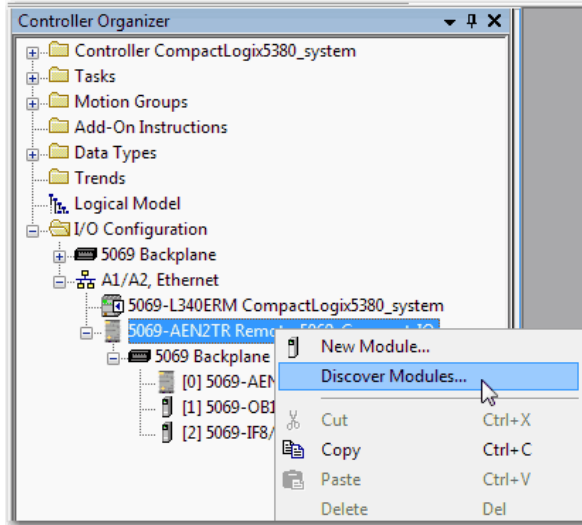 Controller Organizer
Controller CompactLogix5380_system
Tasks
Motion Groups
Add-On Instructions
Data Types
Trends
Logical Model
I/O Configuration
5069 Backplane
A1/A2, Ethernet
5069-L340ERM CompactLogix5380_system
5069-AEN2TR
5069 Backplane
[0] 5069-AEN
[1] 5069-OB1
[2] 5069-IF8/
New Module...
Discover Modules...
Cut Ctrl+X
Copy Ctrl+C
Paste Ctrl+V
Delete Del